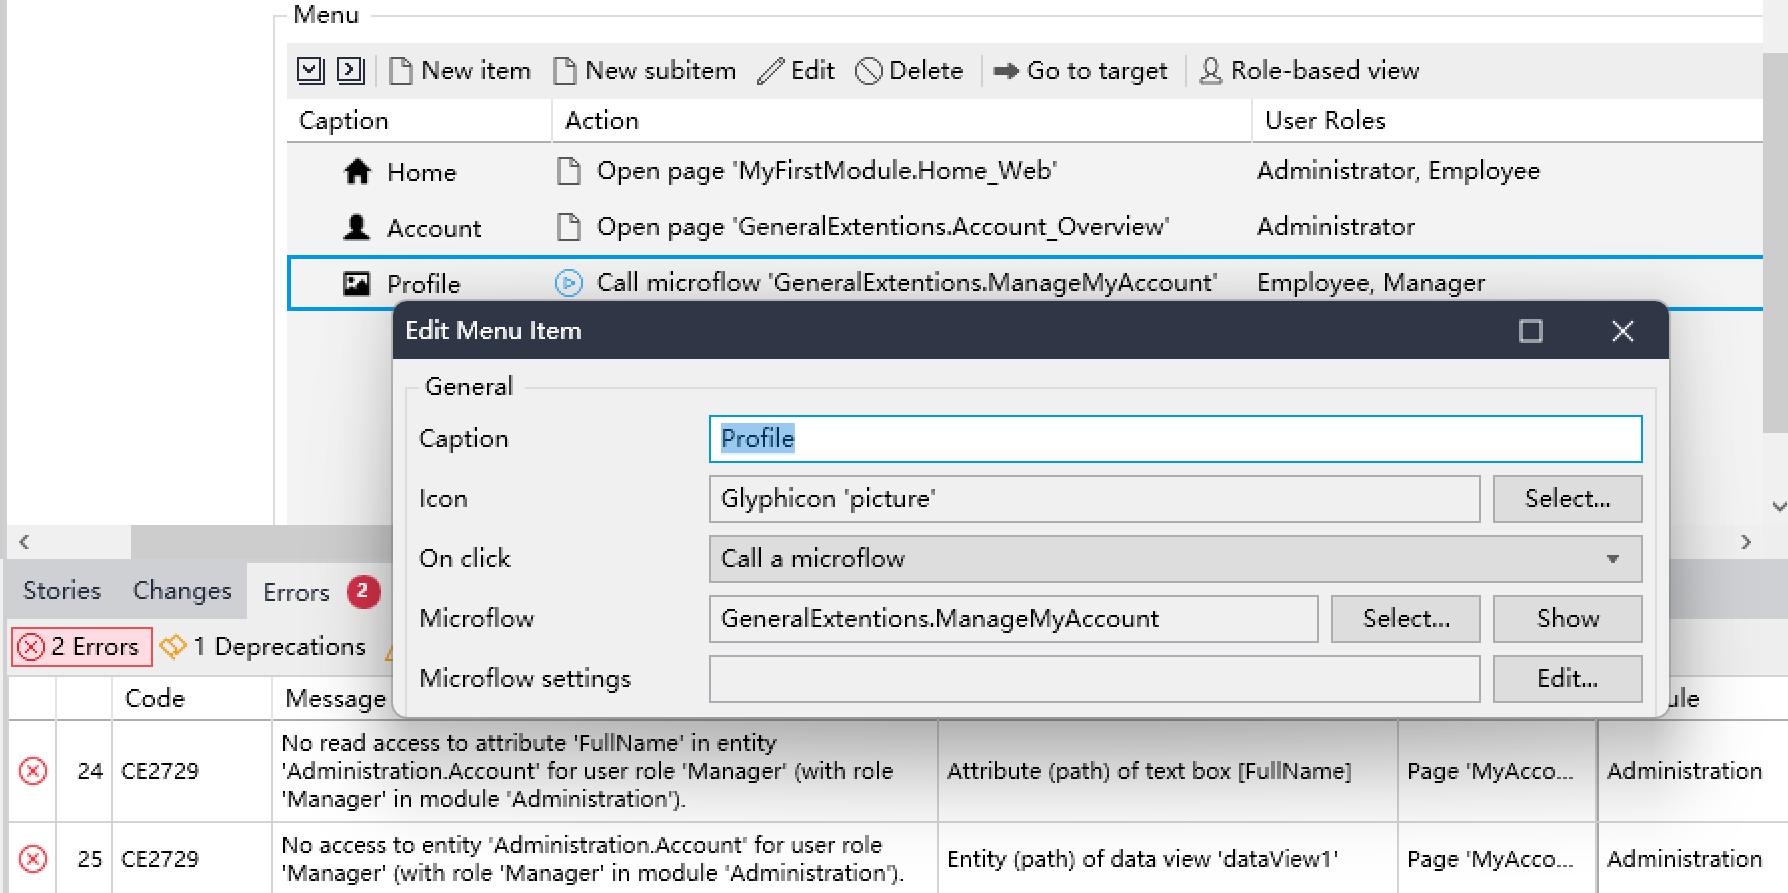 Menu
New item New subitem Edit Delete Go to target Role-based view
Caption Action User Roles
Home Open page 'MyFirstModule.Home_Web' Administrator, Employee
Account Open page 'GeneralExtentions.Account_Overview' Administrator
Profile Call microflow 'GeneralExtentions.ManageMyAccount' Employee, Manager
Edit Menu Item
General
Caption Profile
Icon Glyphicon 'picture' Select...
On click Call a microflow
Microflow GeneralExtentions.ManageMyAccount Select... Show
Microflow settings Edit...
Stories Changes Errors 2
2 Errors 1 Deprecations
Code Message
24 CE2729 No read access to attribute 'FullName' in entity
'Administration.Account' for user role 'Manager' (with role
'Manager' in module 'Administration').
Attribute (path) of text box [FullName] Page 'MyAcco... Administration
25 CE2729 No access to entity 'Administration.Account' for user role
'Manager' (with role 'Manager' in module 'Administration').
Entity (path) of data view 'dataView1' Page 'MyAcco... Administration